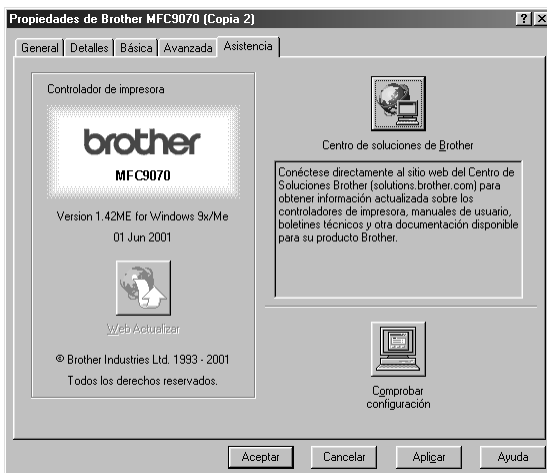 Propiedades de Brother MFC9070 (Copia 2)
General
Detalles
Básica
Avanzada
Asistencia
Controlador de impresora
brother
MFC9070
Version 1.42ME for Windows 9x/Me
01 Jun 2001
Web Actualizar
© Brother Industries Ltd. 1993 - 2001
Todos los derechos reservados.
Centro de soluciones de Brother
Conéctese directamente al sitio web del Centro de
Soluciones Brother (solutions.brother.com) para
obtener información actualizada sobre los
controladores de impresora, manuales de usuario,
boletines técnicos y otra documentación disponible
para su producto Brother.
Comprobar
configuración
Aceptar
Cancelar
Aplicar
Ayuda